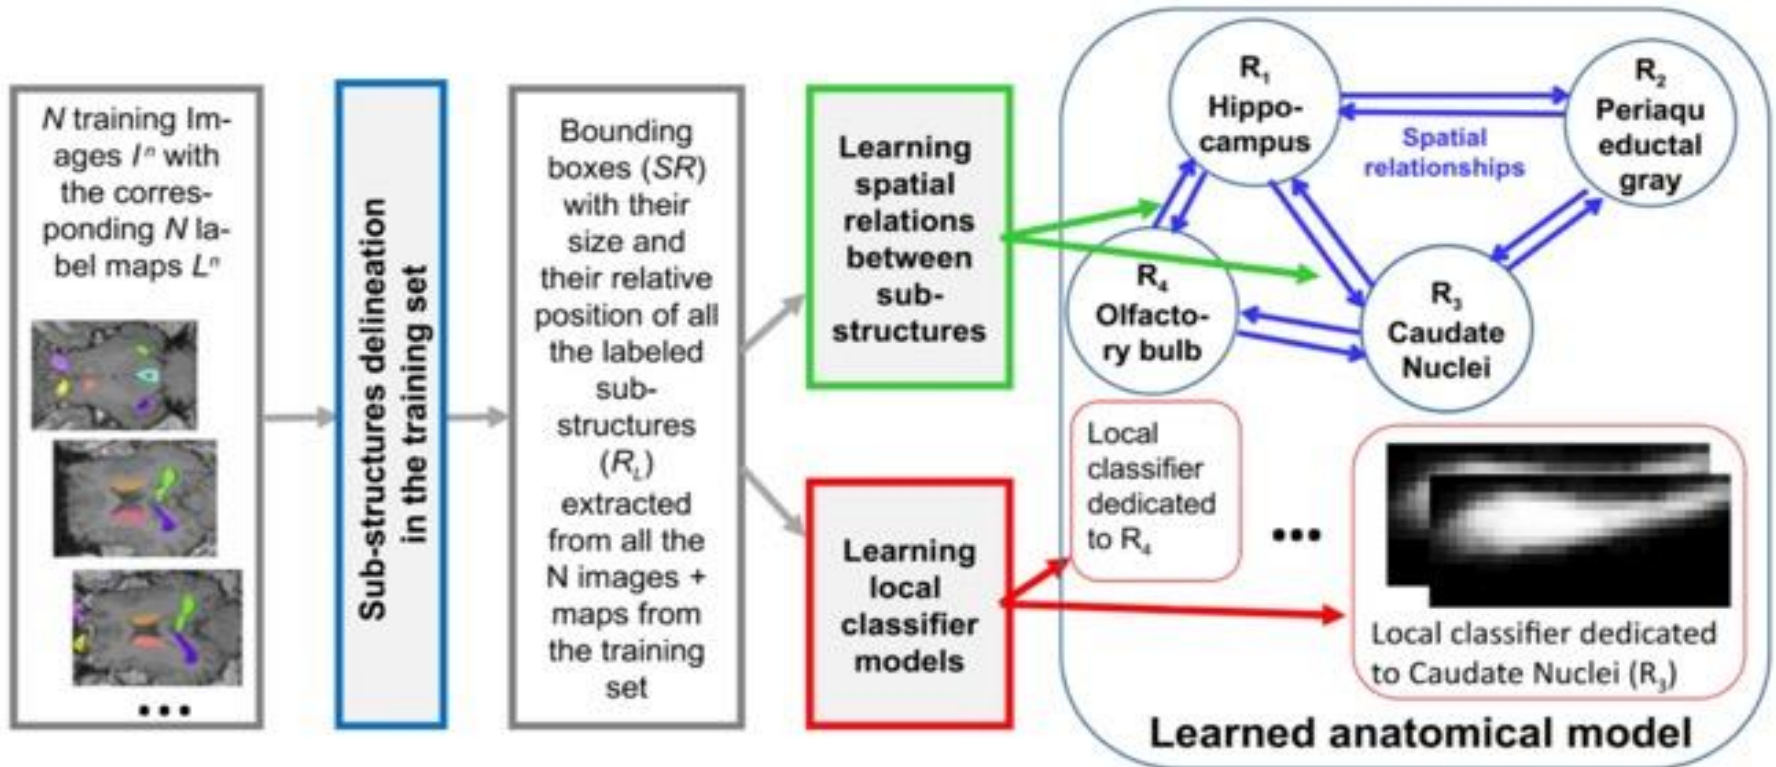 N training Im-
ages Iⁿ with
the corres-
ponding N la-
bel maps Lⁿ
•••
Sub-structures delineation
in the training set
Bounding
boxes (SR)
with their
size and
their relative
position of all
the labeled
sub-
structures
(R_L)
extracted
from all the
N images +
maps from
the training
set
Learning
spatial
relations
between
sub-
structures
Learning
local
classifier
models
R₁
Hippo-
campus
R₂
Periaqu
eductal
gray
Spatial
relationships
R₄
Olfacto-
ry bulb
R₃
Caudate
Nuclei
Local
classifier
dedicated
to R₄
•••
Local classifier dedicated
to Caudate Nuclei (R₃)
Learned anatomical model